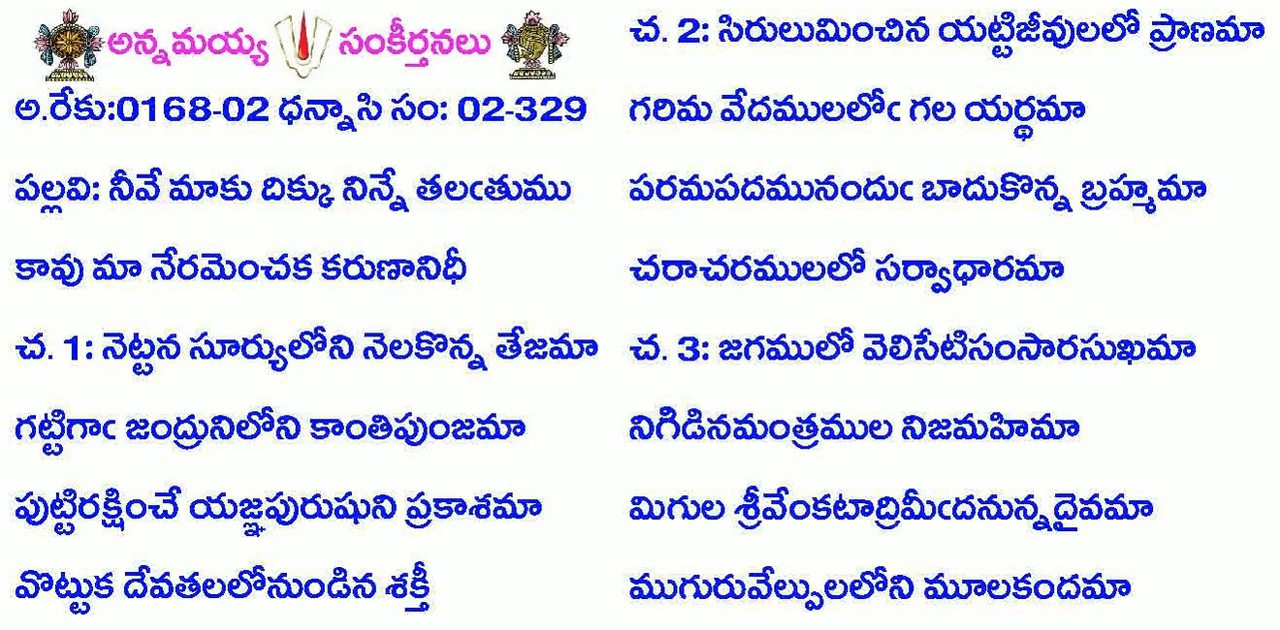 అన్నమయ్య సంకీర్తనలు
అ.రేకు:0168-02 ధన్నాసి సం: 02-329
పల్లవి: నీవే మాకు దిక్కు నిన్నే తలఁతుము
కావు మా నేరమెంచక కరుణానిధీ
చ. 1: నెట్టన సూర్యులోని నెలకొన్న తేజమా
గట్టిగాఁ జంద్రునిలోని కాంతిపుంజమా
పుట్టిరక్షించే యజ్ఞపురుషుని ప్రకాశమా
వొట్టుక దేవతలలోనుండిన శక్తీ
చ. 2: సిరులుమించిన యట్టిజీవులలో ప్రాణమా
గరిమ వేదములలోఁ గల యర్థమా
పరమపదమునందుఁ బాదుకొన్న బ్రహ్మమా
చరాచరములలో సర్వాధారమా
చ. 3: జగములో వెలిసేటిసంసారసుఖమా
నిగిడినమంత్రముల నిజమహిమా
మిగుల శ్రీవేంకటాద్రిమీఁదనున్నదైవమా
ముగురువేల్పులలోని మూలకందమా